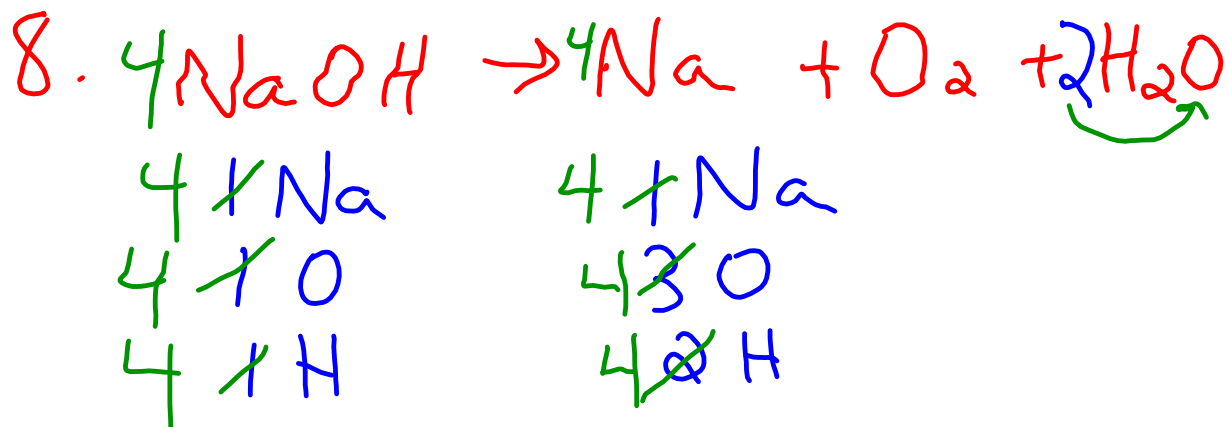 8. 4NaOH → 4Na + O2 + 2H2O
4 1 Na 4 1 Na
4 1 O 4 3 O
4 1 H 4 2 H